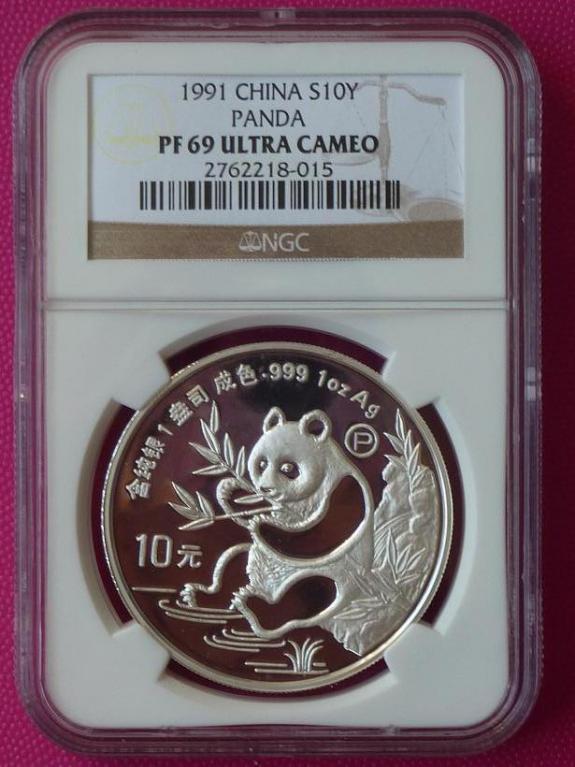 1991 CHINA S10Y
PANDA
PF 69 ULTRA CAMEO
2762218-015
NGC
含纯银1盎司 成色.999 1oz Ag
P
10元